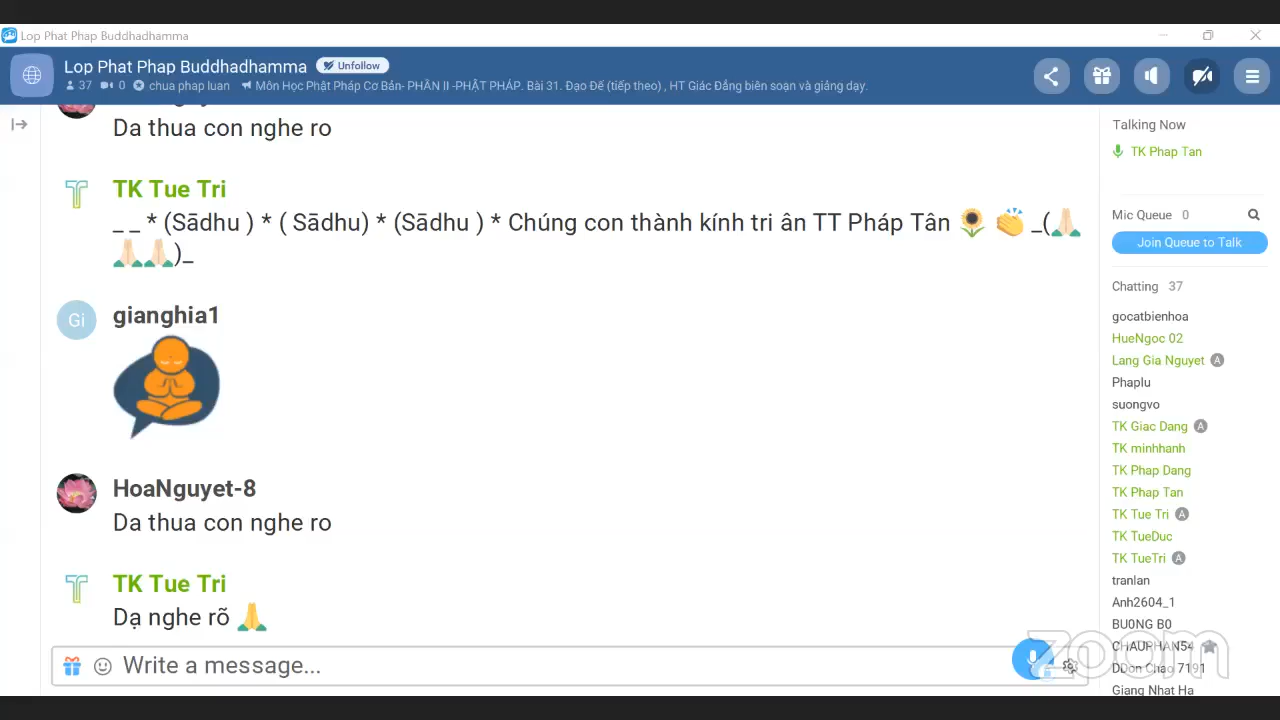 Lop Phat Phap Buddhadhamma
Lop Phat Phap Buddhadhamma Unfollow
37 0 chua phap luan Môn Học Phật Pháp Cơ Bản- PHẦN II -PHẬT PHÁP. Bài 31. Đạo Đế (tiếp theo) , HT Giác Đẳng biên soạn và giảng dạy.
Da thua con nghe ro
TK Tue Tri
_ _ * (Sādhu ) * ( Sādhu) * (Sādhu ) * Chúng con thành kính tri ân TT Pháp Tân 🌻 👏 _(🙏🏻
🙏🏻🙏🏻)_
Gi
gianghia1
HoaNguyet-8
Da thua con nghe ro
TK Tue Tri
Dạ nghe rõ 🙏
Write a message...
Talking Now
TK Phap Tan
Mic Queue 0
Join Queue to Talk
Chatting 37
gocatbienhoa
HueNgoc 02
Lang Gia Nguyet A
Phaplu
suongvo
TK Giac Dang A
TK minhhanh
TK Phap Dang
TK Phap Tan
TK Tue Tri A
TK TueDuc
TK TueTri A
tranlan
Anh2604_1
BU0NG B0
CHAUPHAN54
DDon Chao 7191
Giang Nhat Ha
zoom